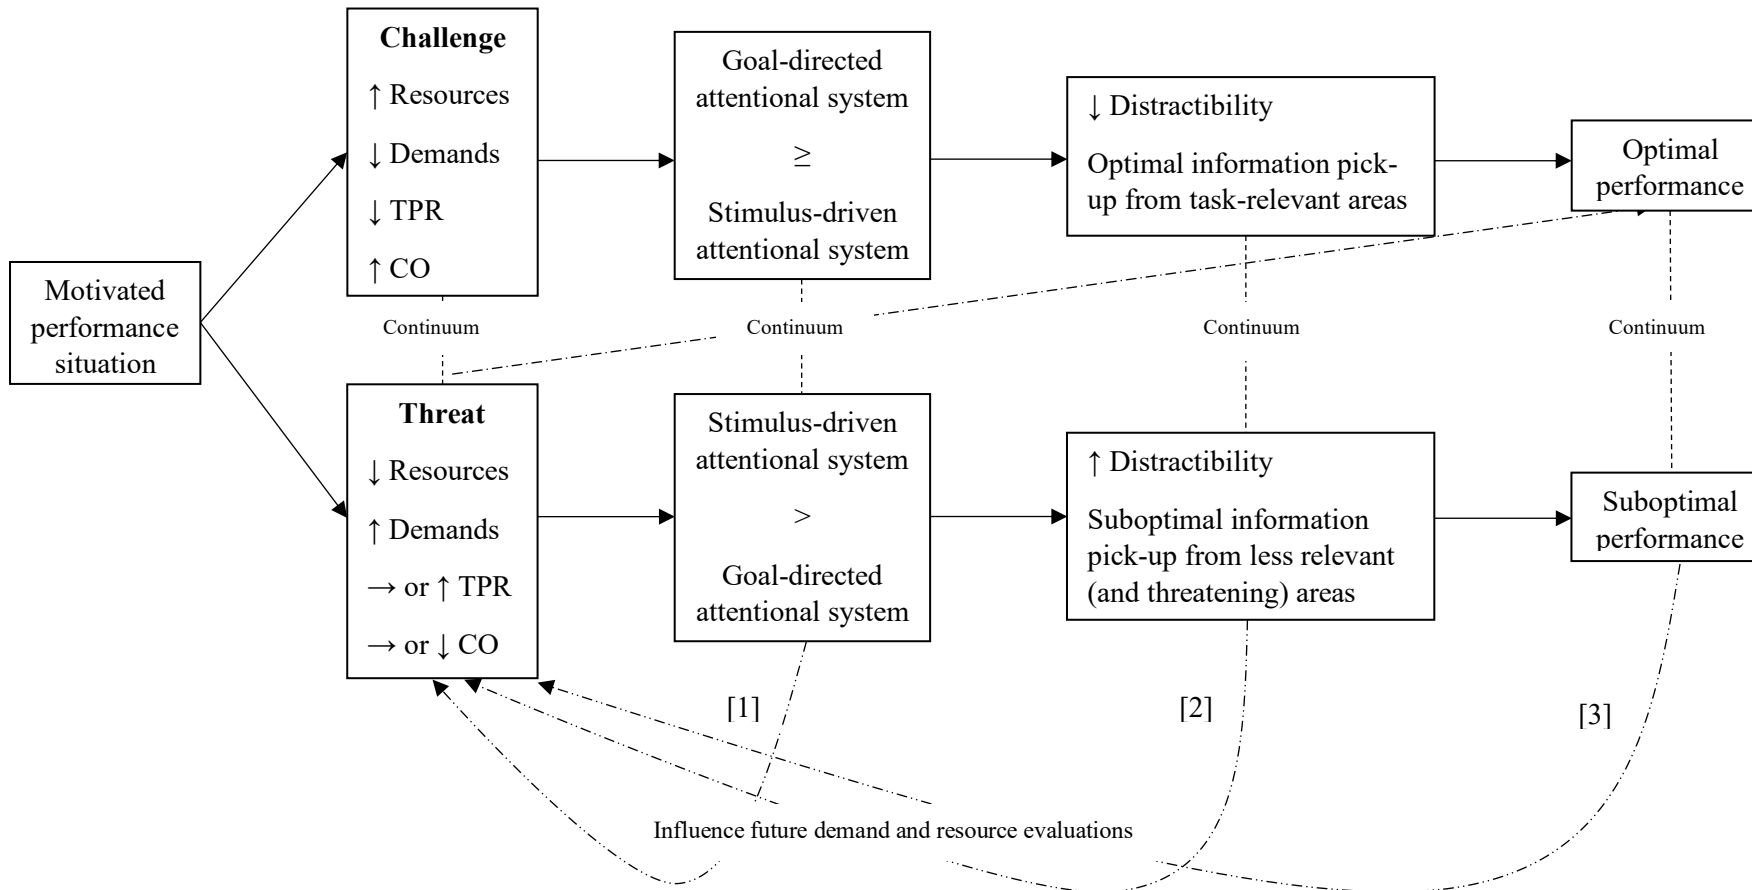 Challenge
↑ Resources
↓ Demands
↓ TPR
↑ CO
Goal-directed
attentional system
≥
Stimulus-driven
attentional system
↓ Distractibility
Optimal information pick-
up from task-relevant areas
Optimal
performance
Motivated
performance
situation
Continuum
Continuum
Continuum
Continuum
Threat
↓ Resources
↑ Demands
→ or ↑ TPR
→ or ↓ CO
Stimulus-driven
attentional system
>
Goal-directed
attentional system
↑ Distractibility
Suboptimal information
pick-up from less relevant
(and threatening) areas
Suboptimal
performance
[1]
[2]
[3]
Influence future demand and resource evaluations